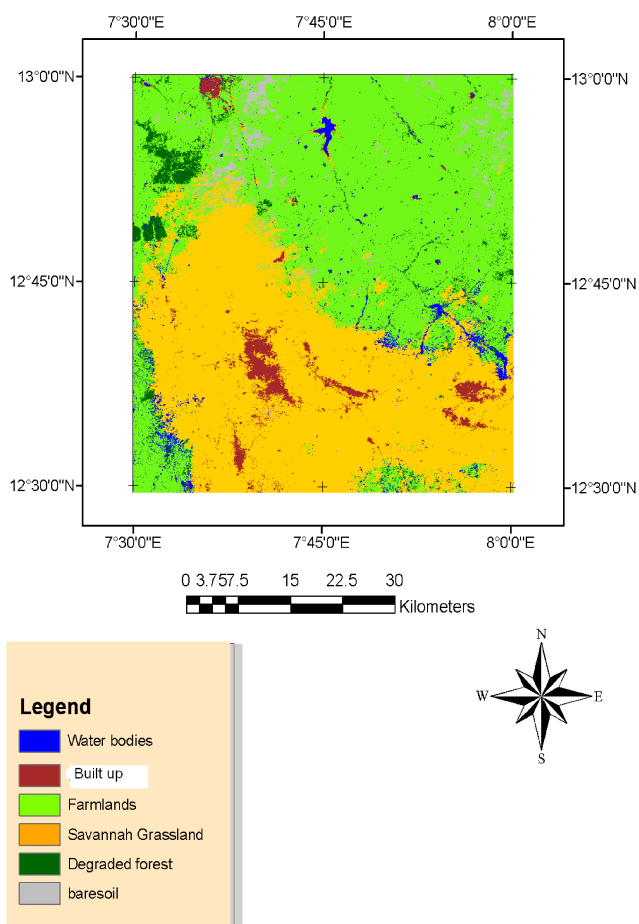 7°30'0"E 7°45'0"E 8°0'0"E
13°0'0"N 13°0'0"N
12°45'0"N 12°45'0"N
12°30'0"N 12°30'0"N
7°30'0"E 7°45'0"E 8°0'0"E
0 3.757.5 15 22.5 30
Kilometers
N
W E
S
Legend
Water bodies
Built up
Farmlands
Savannah Grassland
Degraded forest
baresoil